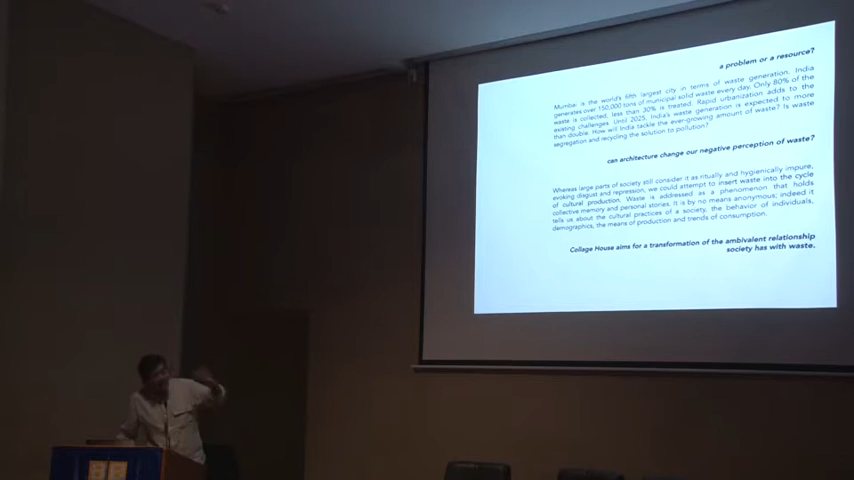 a problem or a resource?
Mumbai is the world's fifth largest city in terms of waste generation. India
generates over 150,000 tons of municipal solid waste every day. Only 80% of the
waste is collected, less than 30% is treated. Rapid urbanization adds to the
existing challenges. Until 2025, India's waste generation is expected to more
than double. How will India tackle the ever-growing amount of waste? Is waste
segregation and recycling the solution to pollution?
can architecture change our negative perception of waste?
Whereas large parts of society still consider it as ritually and hygienically impure,
evoking disgust and repression, we could attempt to insert waste into the cycle
of cultural production. Waste is addressed as a phenomenon that holds
collective memory and personal stories. It is by no means anonymous; indeed it
tells us about the cultural practices of a society, the behavior of individuals,
demographics, the means of production and trends of consumption.
College House aims for a transformation of the ambivalent relationship
society has with waste.